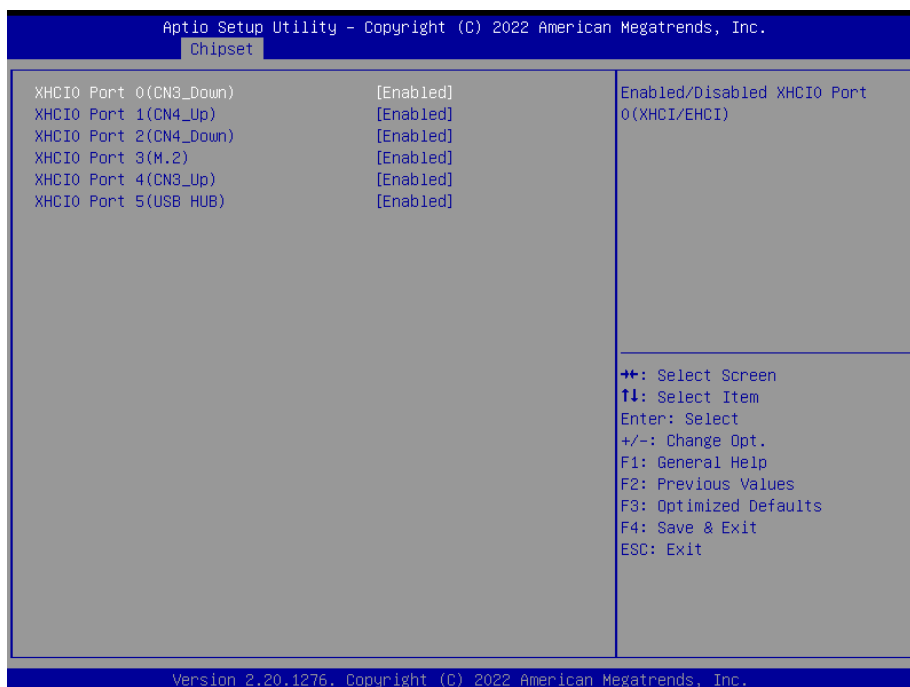 Aptio Setup Utility – Copyright (C) 2022 American Megatrends, Inc.
Chipset
XHCI0 Port 0(CN3_Down) [Enabled]
XHCI0 Port 1(CN4_Up) [Enabled]
XHCI0 Port 2(CN4_Down) [Enabled]
XHCI0 Port 3(M.2) [Enabled]
XHCI0 Port 4(CN3_Up) [Enabled]
XHCI0 Port 5(USB HUB) [Enabled]
Enabled/Disabled XHCI0 Port
0(XHCI/EHCI)
→←: Select Screen
↑↓: Select Item
Enter: Select
+/-: Change Opt.
F1: General Help
F2: Previous Values
F3: Optimized Defaults
F4: Save & Exit
ESC: Exit
Version 2.20.1276. Copyright (C) 2022 American Megatrends, Inc.